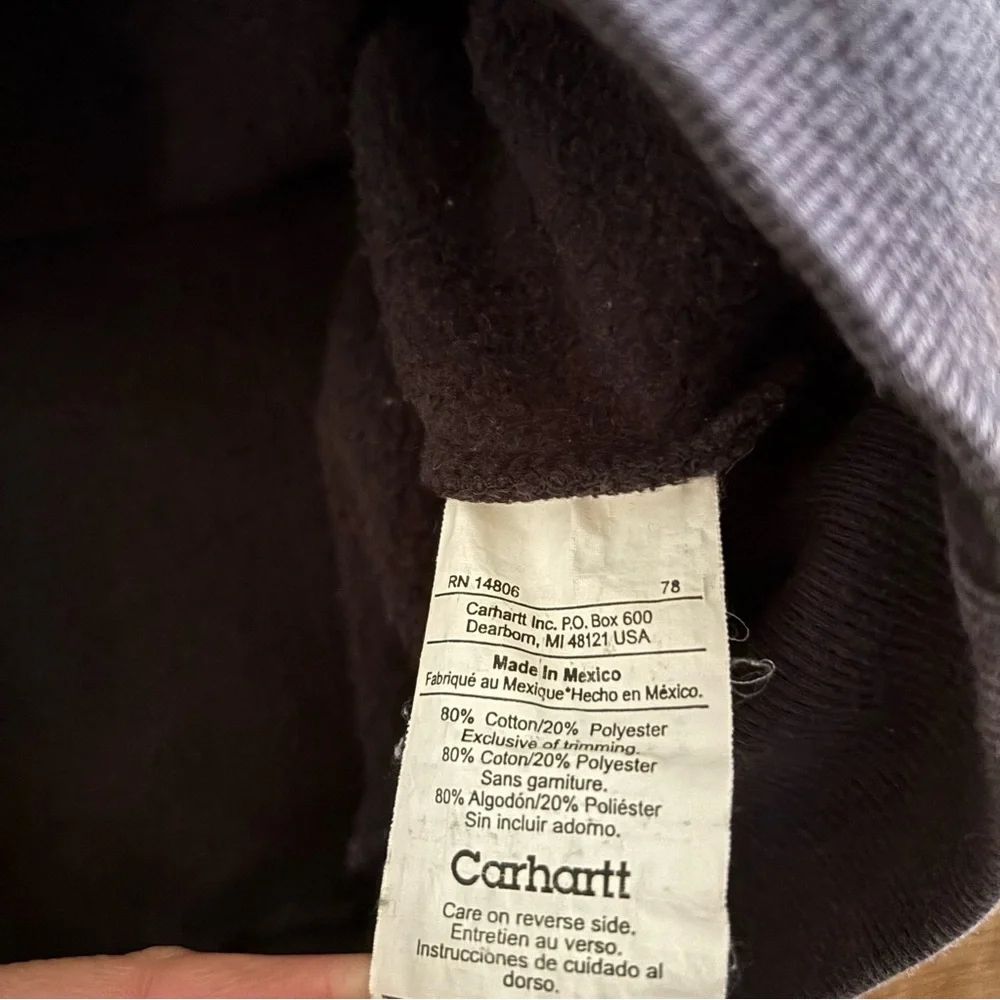 RN 14806 78
Carhartt Inc. P.O. Box 600
Dearborn, MI 48121 USA
Made In Mexico
Fabriqué au Mexique*Hecho en México.
80% Cotton/20% Polyester
Exclusive of trimming.
80% Coton/20% Polyester
Sans garniture.
80% Algodón/20% Poliéster
Sin incluir adorno.
Carhartt
Care on reverse side.
Entretien au verso.
Instrucciones de cuidado al
dorso.